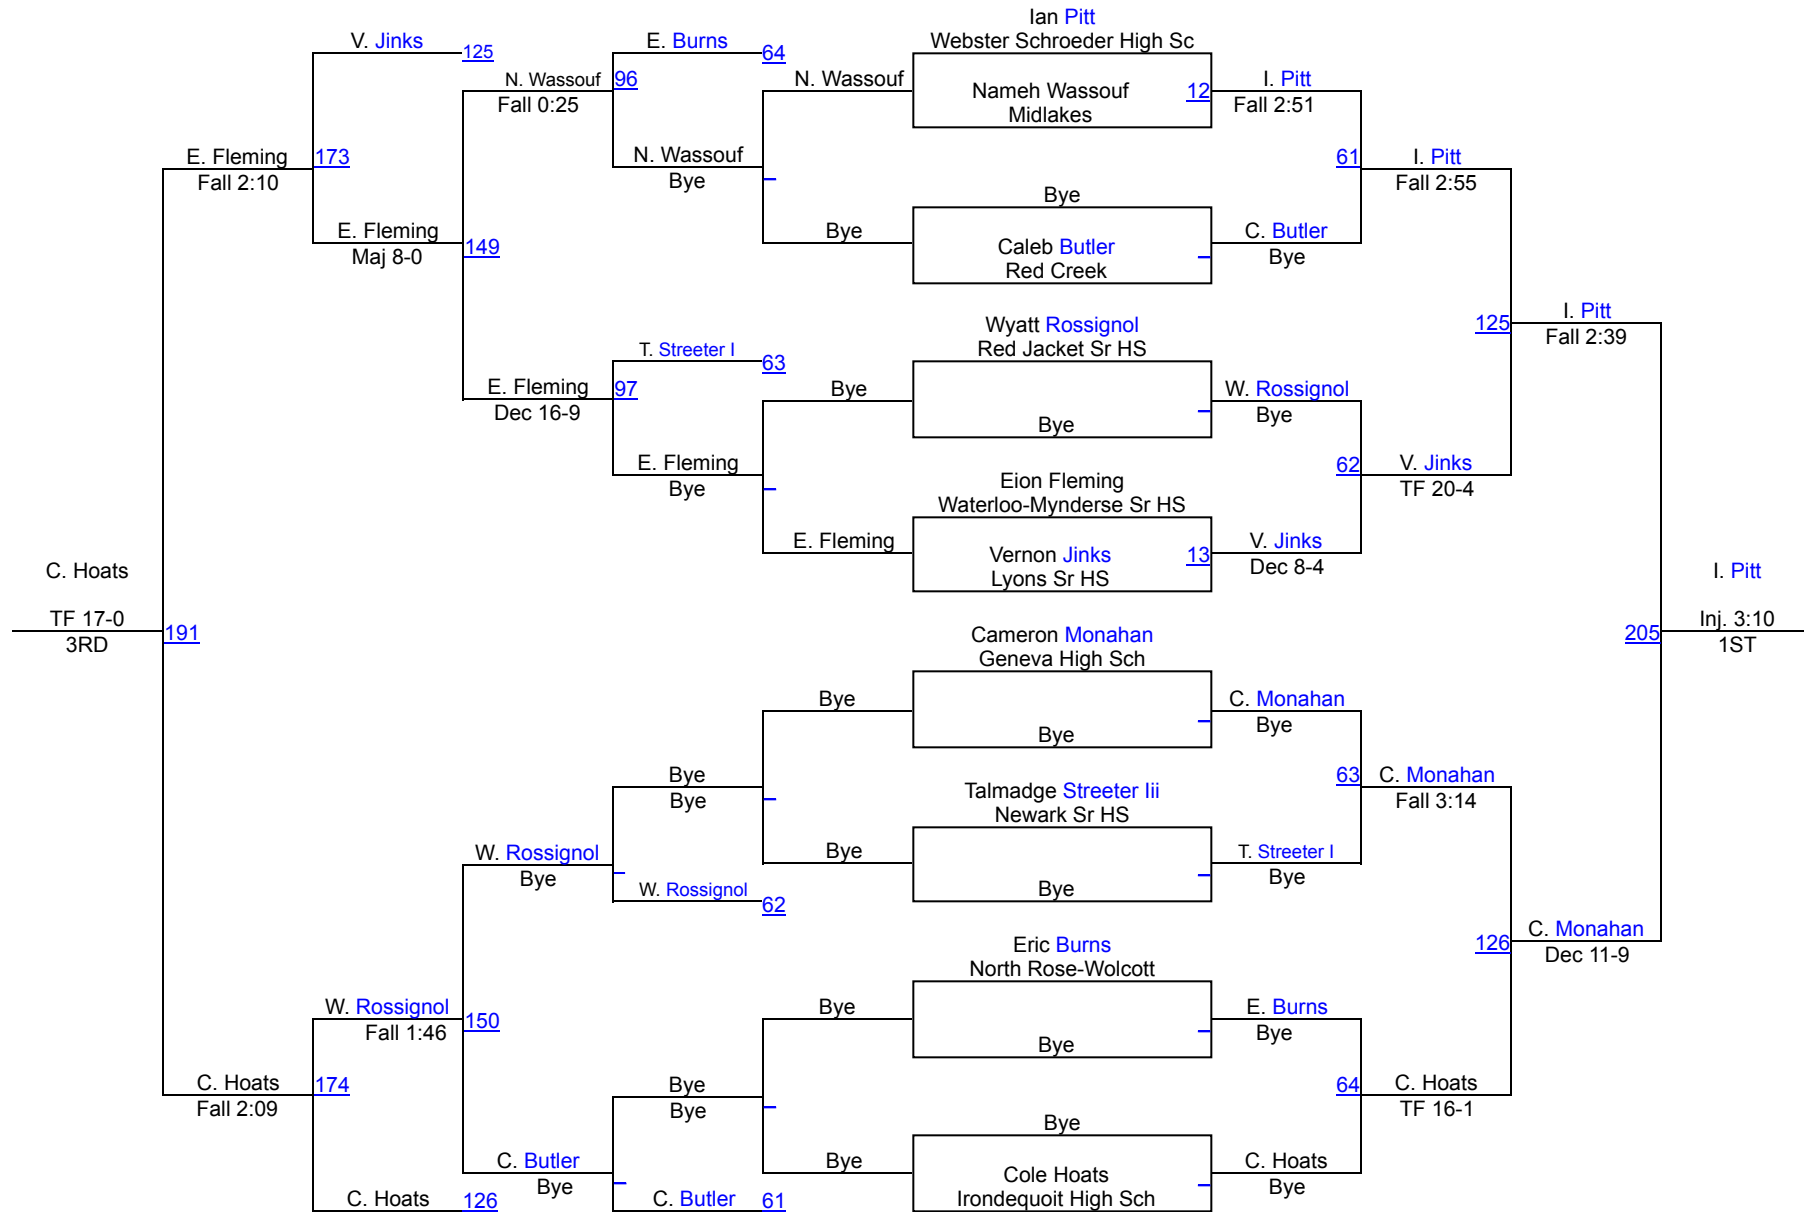 Ian Pitt
V. Jinks 125 E. Burns 64 Webster Schroeder High Sc
N. Wassouf 96 N. Wassouf Nameh Wassouf 12 I. Pitt
Fall 0:25 Midlakes Fall 2:51
E. Fleming 173 N. Wassouf 61 I. Pitt
Fall 2:10 Bye Fall 2:55
Bye
E. Fleming 149 Bye Caleb Butler C. Butler
Maj 8-0 Red Creek Bye
Wyatt Rossignol 125 I. Pitt
T. Streeter I 63 Red Jacket Sr HS Fall 2:39
E. Fleming 97 Bye W. Rossignol
Dec 16-9 Bye Bye
E. Fleming 62 V. Jinks
Bye Eion Fleming TF 20-4
Waterloo-Mynderse Sr HS
E. Fleming Vernon Jinks 13 V. Jinks
C. Hoats Lyons Sr HS Dec 8-4 I. Pitt
TF 17-0 191 Cameron Monahan 205 Inj. 3:10
3RD Geneva High Sch 1ST
Bye C. Monahan
Bye Bye
Bye 63 C. Monahan
Bye Talmadge Streeter Iii Fall 3:14
Newark Sr HS
W. Rossignol Bye T. Streeter I
Bye W. Rossignol 62 Bye Bye
Eric Burns 126 C. Monahan
North Rose-Wolcott Dec 11-9
W. Rossignol 150 Bye E. Burns
Fall 1:46 Bye Bye
C. Hoats 174 Bye 64 C. Hoats
Fall 2:09 Bye TF 16-1
Bye
C. Butler Bye Cole Hoats C. Hoats
Bye Irondequoit High Sch Bye
C. Hoats 126 C. Butler 61